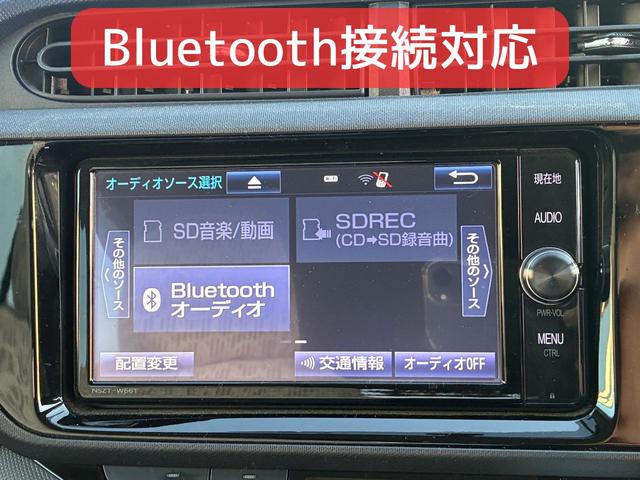 Bluetooth接続対応
オーディオソース選択
Wi-Fi
現在地
SD音楽/動画
SDREC
(CD➡SD録音曲)
AUDIO
その他のソース
その他のソース
Bluetooth
オーディオ
PWR-VOL
MENU
CTRL
配置変更
交通情報
オーディオOFF
NSZT-W66T